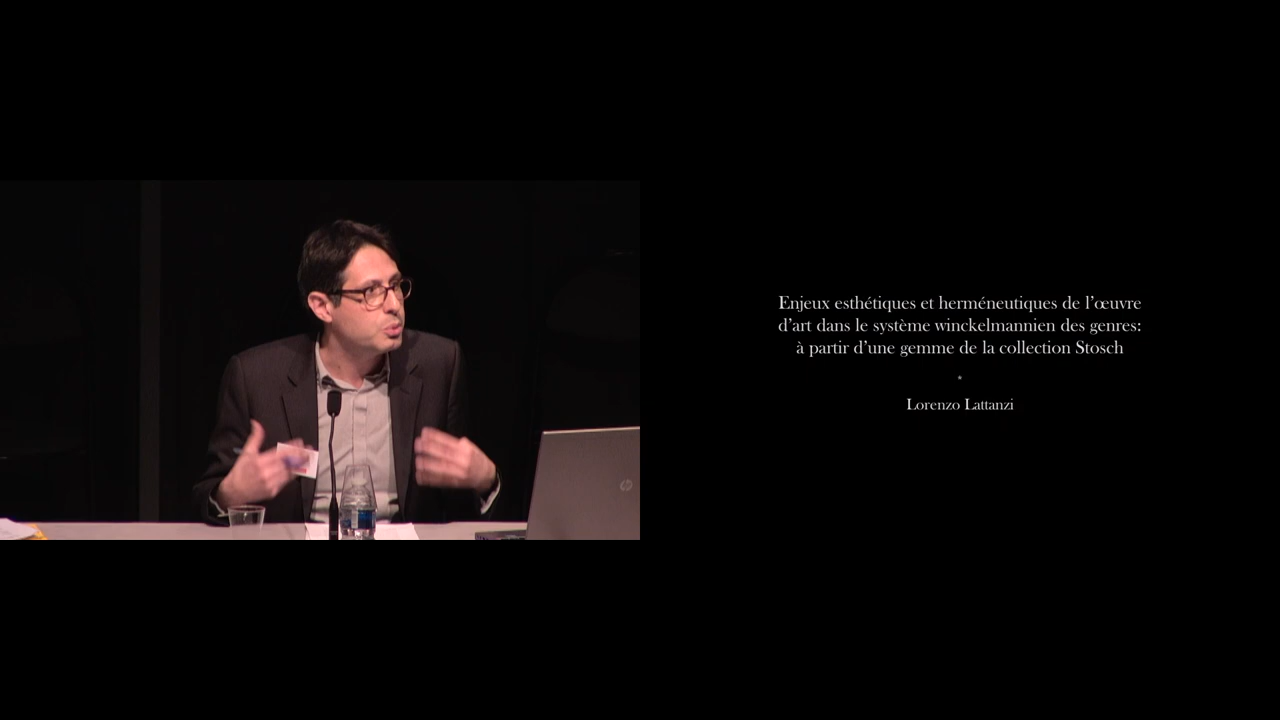 Enjeux esthétiques et herméneutiques de l’œuvre
d’art dans le système winckelmannien des genres:
à partir d’une gemme de la collection Stosch
*
Lorenzo Lattanzi
hp